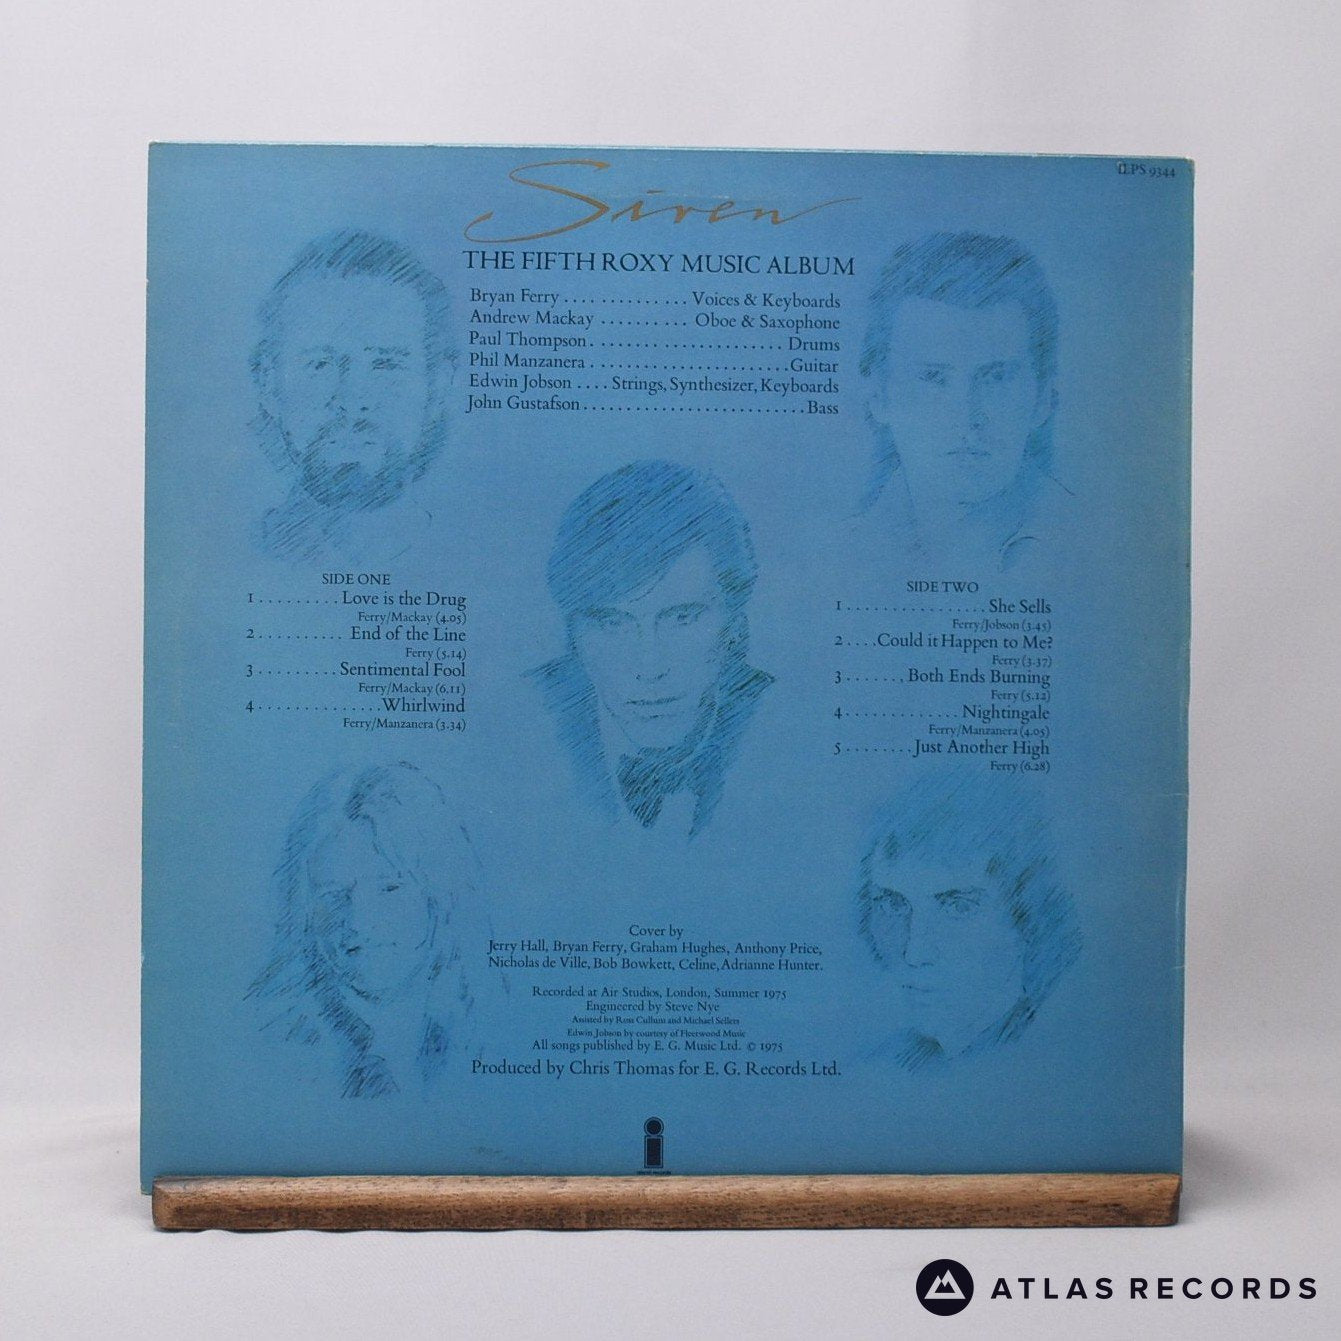 ILPS 9344
Siren
THE FIFTH ROXY MUSIC ALBUM
Bryan Ferry . . . . . . . . . . . . . . Voices & Keyboards
Andrew Mackay . . . . . . . . . . Oboe & Saxophone
Paul Thompson . . . . . . . . . . . . . . . . . . . . . . Drums
Phil Manzanera . . . . . . . . . . . . . . . . . . . . . . . Guitar
Edwin Jobson . . . . Strings, Synthesizer, Keyboards
John Gustafson . . . . . . . . . . . . . . . . . . . . . . . . . . Bass
SIDE ONE
1 . . . . . . . . . Love is the Drug
Ferry/Mackay (4.05)
2 . . . . . . . . . . End of the Line
Ferry (5.14)
3 . . . . . . . . . Sentimental Fool
Ferry/Mackay (6.11)
4 . . . . . . . . . . . . . . Whirlwind
Ferry/Manzanera (3.34)
SIDE TWO
1 . . . . . . . . . . . . . . . . She Sells
Ferry/Jobson (3.45)
2 . . . . Could it Happen to Me?
Ferry (3.37)
3 . . . . . . . Both Ends Burning
Ferry (5.12)
4 . . . . . . . . . . . . . Nightingale
Ferry/Manzanera (4.05)
5 . . . . . . . . Just Another High
Ferry (6.28)
Cover by
Jerry Hall, Bryan Ferry, Graham Hughes, Anthony Price,
Nicholas de Ville, Bob Bowkett, Celine, Adrianne Hunter.
Recorded at Air Studios, London, Summer 1975
Engineered by Steve Nye
Assisted by Ross Cullum and Michael Sellers
Edwin Jobson by courtesy of Fleetwood Music
All songs published by E. G. Music Ltd. © 1975
Produced by Chris Thomas for E. G. Records Ltd.
ATLAS RECORDS